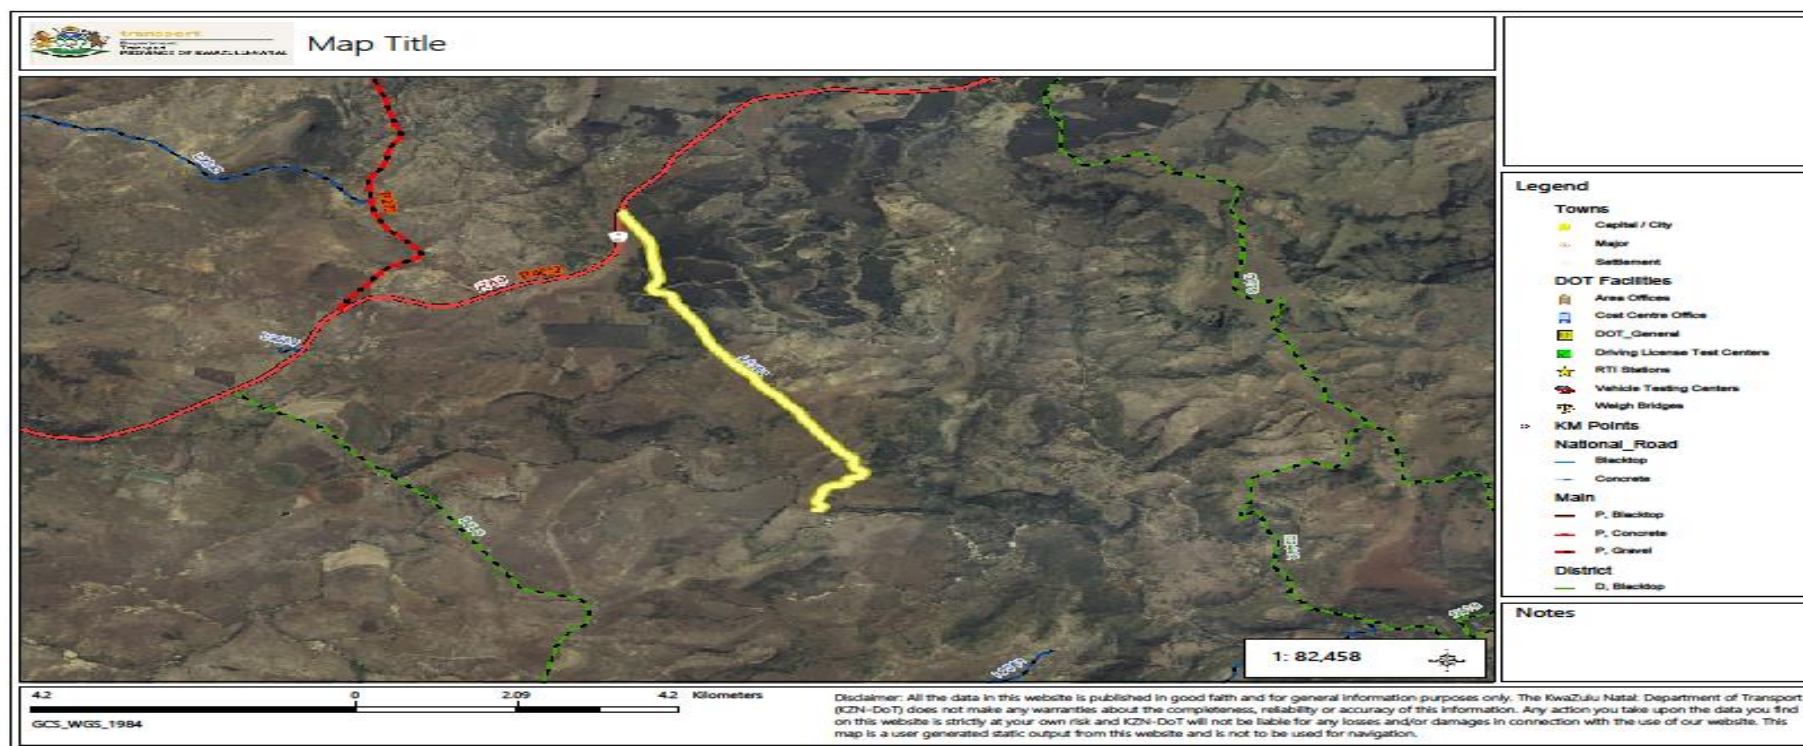 transport
Department:
Transport
PROVINCE OF KWAZULU-NATAL
Map Title
1: 82,458
Legend
Towns
Capital / City
Major
Settlement
DOT Facilities
Area Offices
Cost Centre Office
DOT_General
Driving License Test Centers
RTI Stations
Vehicle Testing Centers
Weigh Bridges
KM Points
National_Road
Blacktop
Concrete
Main
P, Blacktop
P, Concrete
P, Gravel
District
D, Blacktop
Notes
4.2 0 2.09 4.2 Kilometers
GCS_WGS_1984
Disclaimer: All the data in this website is published in good faith and for general information purposes only. The KwaZulu Natal: Department of Transport
(KZN-DoT) does not make any warranties about the completeness, reliability or accuracy of this information. Any action you take upon the data you find
on this website is strictly at your own risk and KZN-DoT will not be liable for any losses and/or damages in connection with the use of our website. This
map is a user generated static output from this website and is not to be used for navigation.